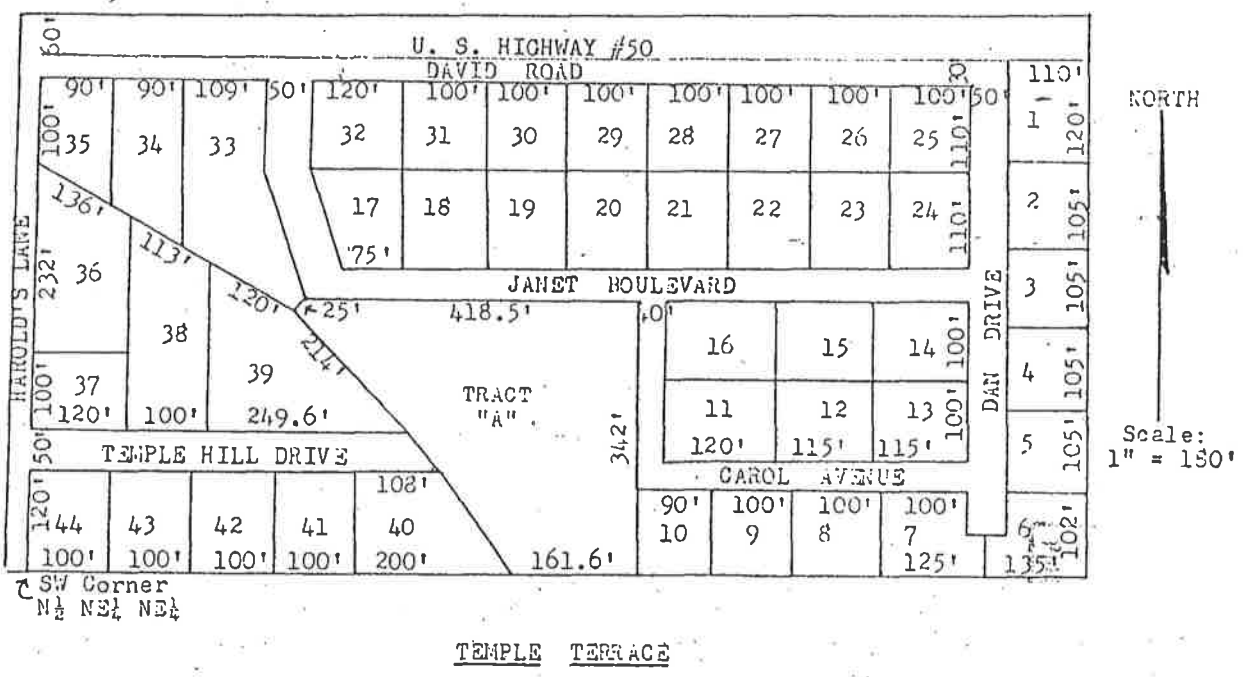 60'
U. S. HIGHWAY #50
DAVID ROAD
90' 90' 109' 50' 120' 100' 100' 100' 100' 100' 100' 100' 50'
110'
NORTH
100' 35 34 33 32 31 30 29 28 27 26 25 110'
1 120'
136'
17 18 19 20 21 22 23 24 110'
2 105'
113'
75'
HAROLD'S LANE
232' 36
JANET BOULEVARD
3 105'
120' 25' 418.5' 40'
DAN DRIVE
38 214'
16 15 14 100'
4 105'
37 100' 39
TRACT
"A"
11 12 13 100'
120' 100' 249.6'
342'
120' 115' 115'
5 105'
Scale:
1" = 150'
50' TEMPLE HILL DRIVE
CAROL AVENUE
108'
120' 44 43 42 41 40
90' 100' 100' 100'
10 9 8 7
6 102'
100' 100' 100' 100' 200' 161.6' 125' 135'
SW Corner
N½ NE¼ NE¼
TEMPLE TERRACE